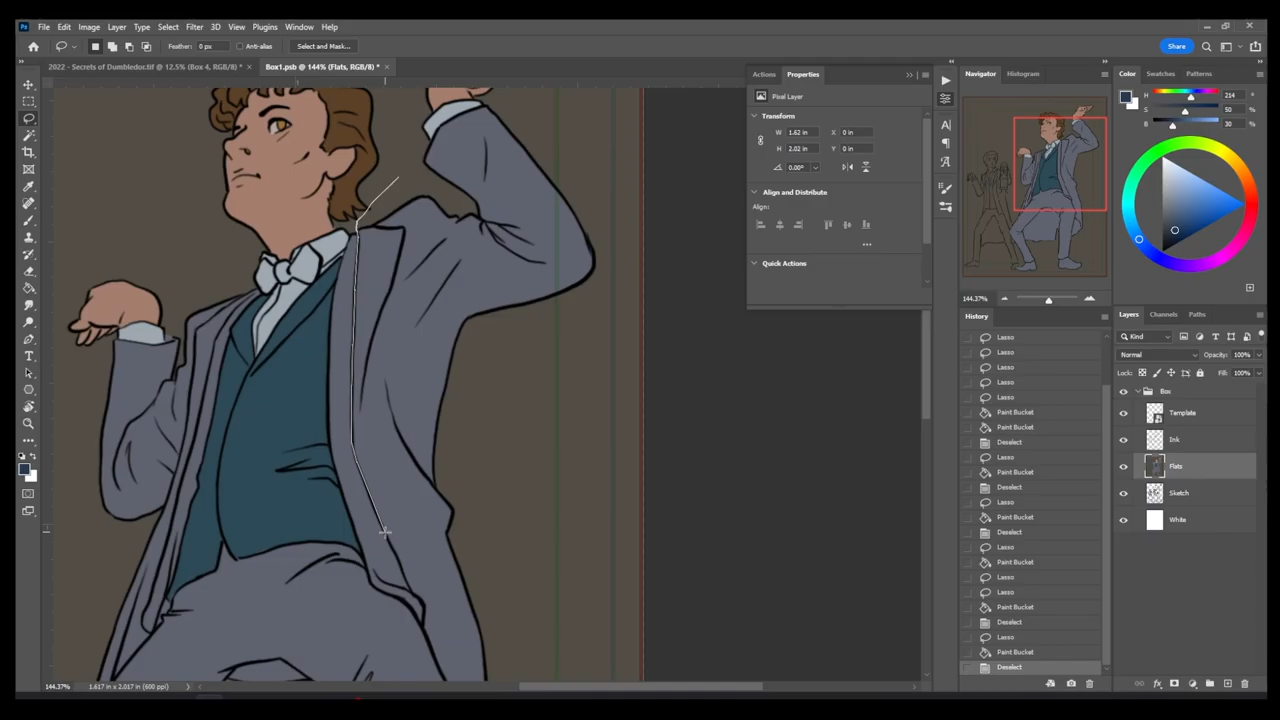 Ps File Edit Image Layer Type Select Filter 3D View Plugins Window Help
Feather: 0 px Anti-alias Select and Mask... Share
2022 - Secrets of Dumbledor.tif @ 12.5% (Box 4, RGB/8) * × Box1.psb @ 144% (Flats, RGB/8) * ×
Actions Properties
Pixel Layer
Transform
W 1.62 in X 0 in
H 2.02 in Y 0 in
0.00°
Align and Distribute
Align:
Quick Actions
Navigator Histogram
144.37%
History
Lasso
Lasso
Lasso
Lasso
Lasso
Paint Bucket
Paint Bucket
Deselect
Lasso
Paint Bucket
Deselect
Lasso
Paint Bucket
Deselect
Lasso
Paint Bucket
Lasso
Paint Bucket
Deselect
Lasso
Paint Bucket
Deselect
Color Swatches Patterns
H 214 °
S 50 %
B 30 %
Layers Channels Paths
Kind
Normal Opacity: 100%
Lock: Fill: 100%
Box
Template
Ink
Flats
Sketch
White
144.37% 1.617 in x 2.017 in (600 ppi)